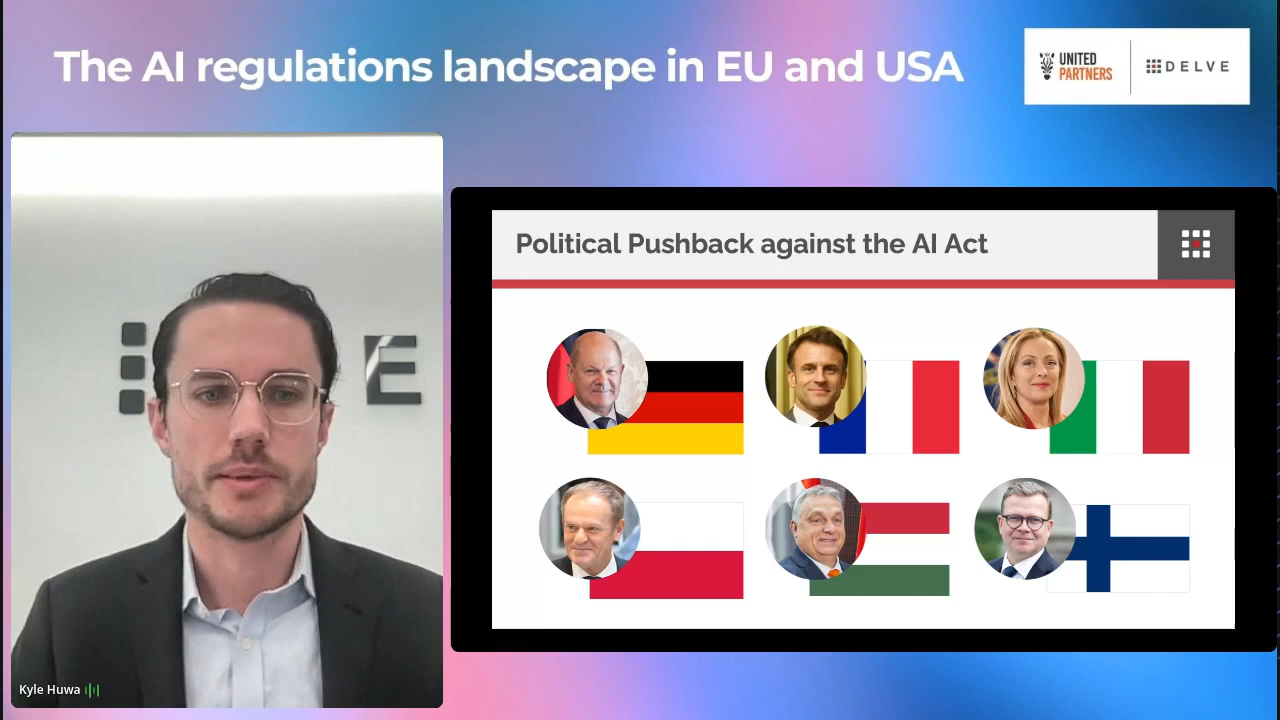 The AI regulations landscape in EU and USA
UNITED
PARTNERS
DELVE
E
Political Pushback against the AI Act
Kyle Huwa